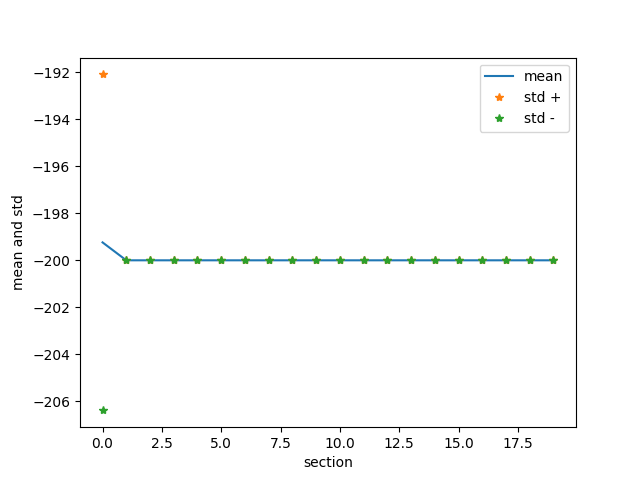 mean
std +
std -
−192
−194
−196
−198
−200
−202
−204
−206
mean and std
0.0 2.5 5.0 7.5 10.0 12.5 15.0 17.5
section